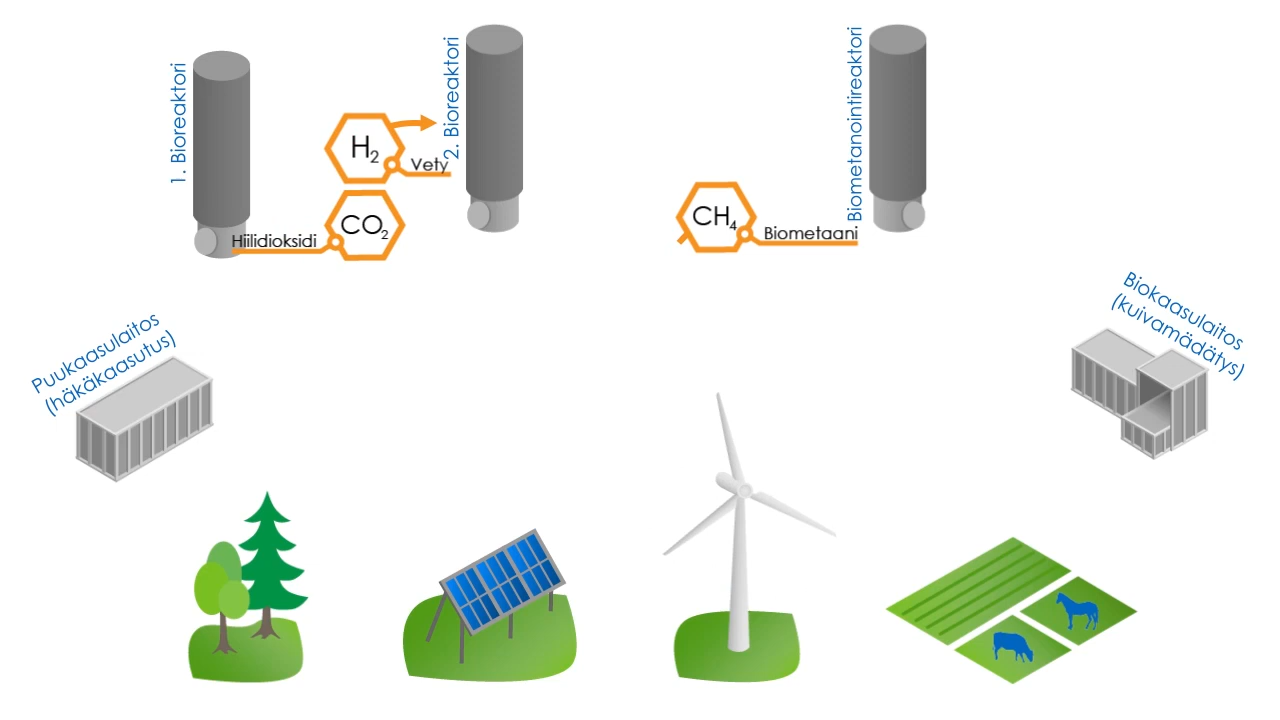 1. Bioreaktori
H₂
Vety
2. Bioreaktori
CO₂
Hiilidioksidi
CH₄
Biometaani
Biometanointireaktori
Puukaasulaitos
(häkäkaasutus)
Biokaasulaitos
(kuivamädätys)